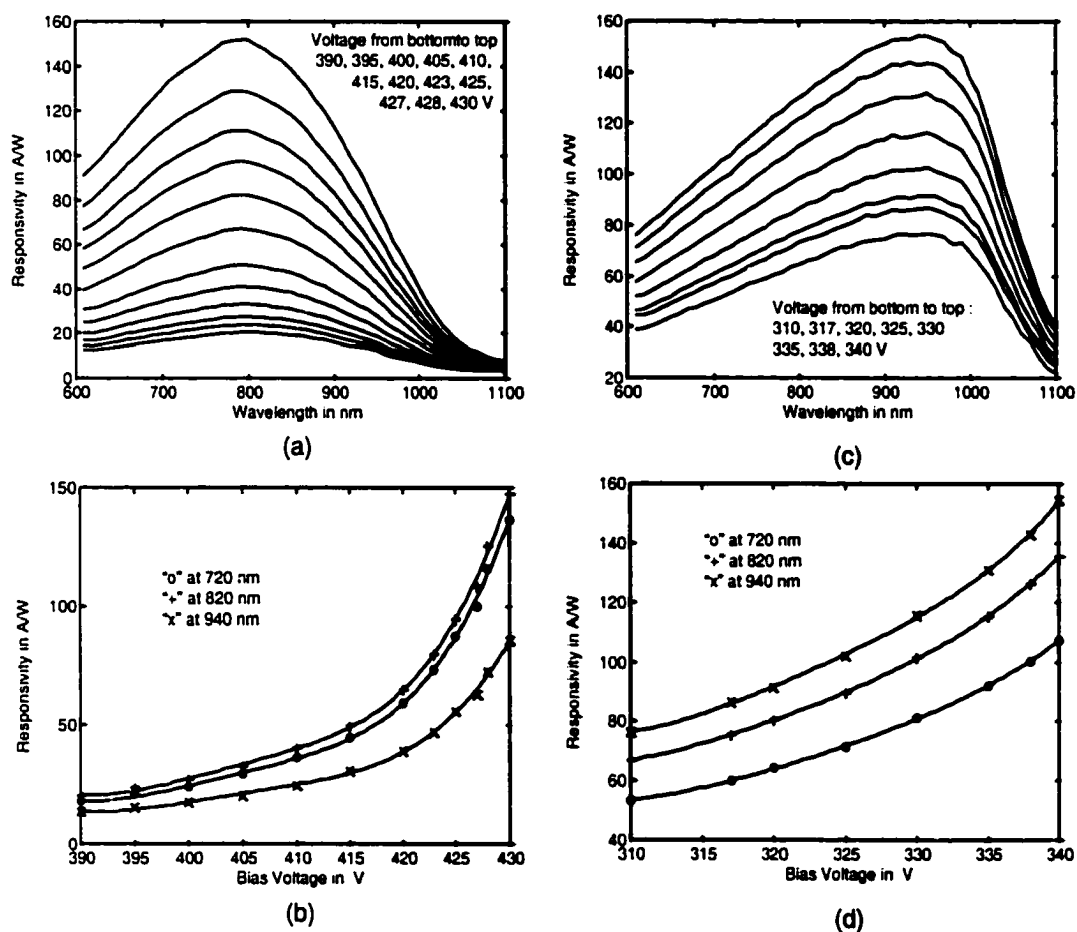 160
140
120
100
80
60
40
20
0
Responsivity in A/W
Voltage from bottomto top
390, 395, 400, 405, 410,
415, 420, 423, 425,
427, 428, 430 V
600 700 800 900 1000 1100
Wavelength in nm
(a)
160
140
120
100
80
60
40
20
Responsivity in A/W
Voltage from bottom to top :
310, 317, 320, 325, 330
335, 338, 340 V
600 700 800 900 1000 1100
Wavelength in nm
(c)
150
100
50
0
Responsivity in A/W
"o" at 720 nm
"+" at 820 nm
"x" at 940 nm
390 395 400 405 410 415 420 425 430
Bias Voltage in V
(b)
160
140
120
100
80
60
40
Responsivity in A/W
"o" at 720 nm
"+" at 820 nm
"x" at 940 nm
310 315 320 325 330 335 340
Bias Voltage in V
(d)